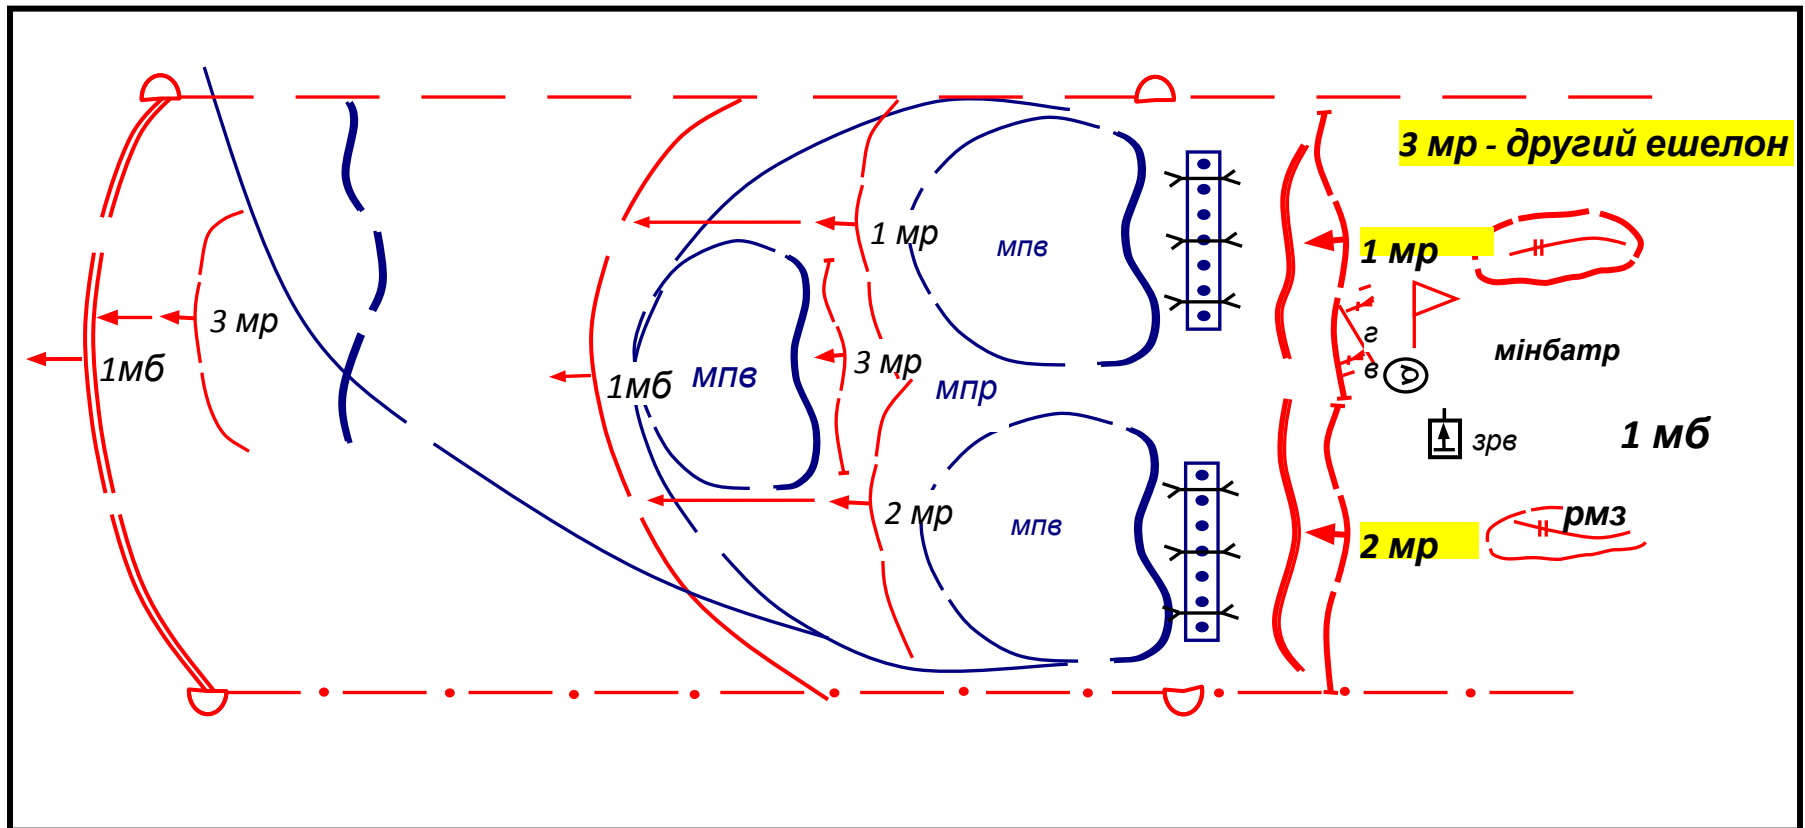 3 мр - другий ешелон
1 мр
мпв
1 мр
г
в
мінбатр
3 мр
1мб
1мб
мпв
3 мр
мпр
зрв
1 мб
2 мр
мпв
2 мр
рмз